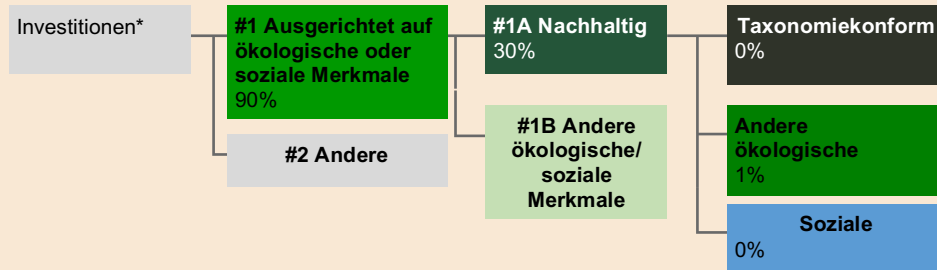 Investitionen*
#1 Ausgerichtet auf
ökologische oder
soziale Merkmale
90%
#2 Andere
#1A Nachhaltig
30%
#1B Andere
ökologische/
soziale
Merkmale
Taxonomiekonform
0%
Andere
ökologische
1%
Soziale
0%